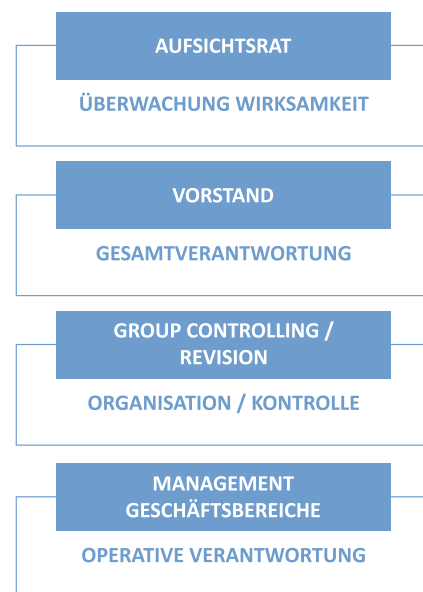 AUFSICHTSRAT
ÜBERWACHUNG WIRKSAMKEIT
VORSTAND
GESAMTVERANTWORTUNG
GROUP CONTROLLING /
REVISION
ORGANISATION / KONTROLLE
MANAGEMENT
GESCHÄFTSBEREICHE
OPERATIVE VERANTWORTUNG